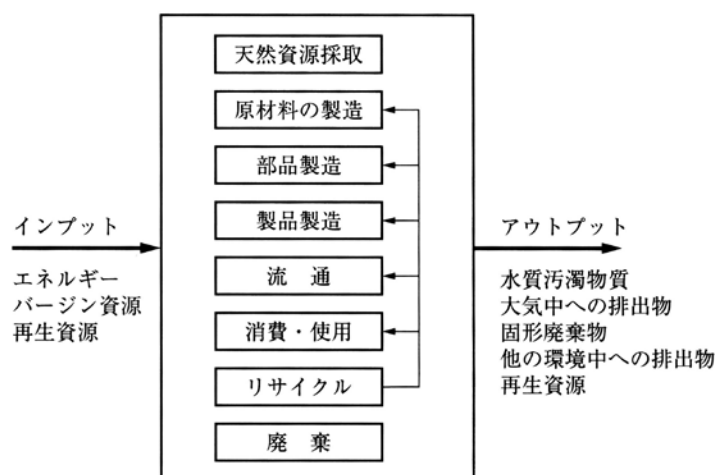 天然資源採取
原材料の製造
部品製造
製品製造
流 通
消費・使用
リサイクル
廃 棄
インプット
エネルギー
バージン資源
再生資源
アウトプット
水質汚濁物質
大気中への排出物
固形廃棄物
他の環境中への排出物
再生資源